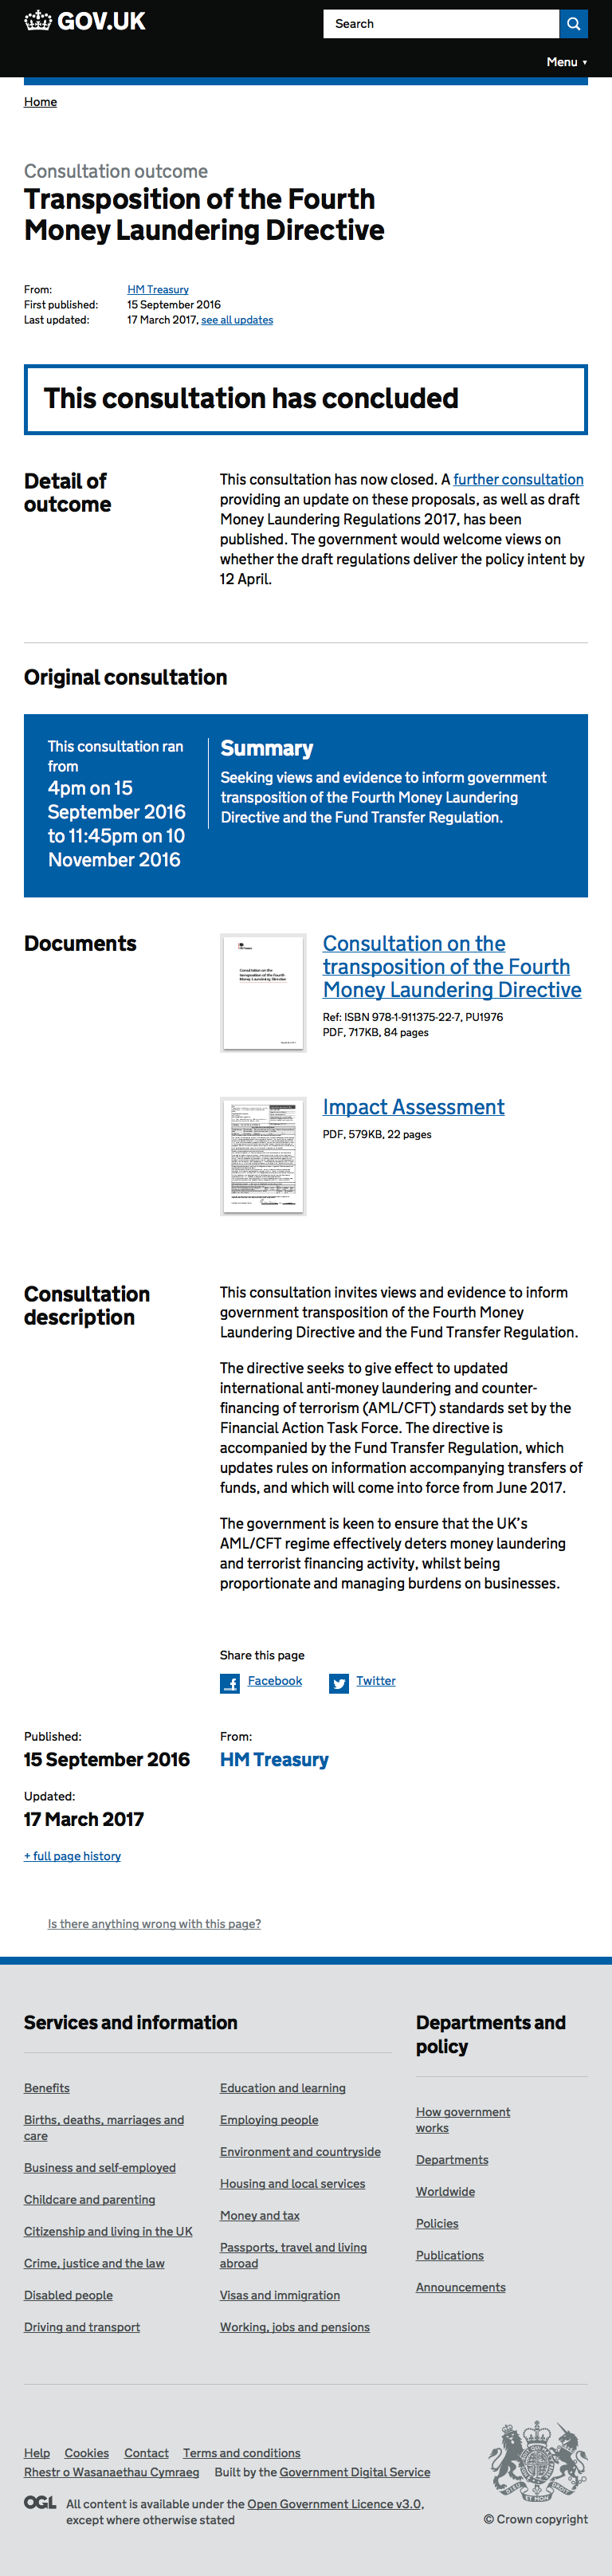 GOV.UK
Search
Menu ▼
Home
Consultation outcome
Transposition of the Fourth
Money Laundering Directive
From: HM Treasury
First published: 15 September 2016
Last updated: 17 March 2017, see all updates
This consultation has concluded
Detail of
outcome
This consultation has now closed. A further consultation
providing an update on these proposals, as well as draft
Money Laundering Regulations 2017, has been
published. The government would welcome views on
whether the draft regulations deliver the policy intent by
12 April.
Original consultation
This consultation ran
from
4pm on 15
September 2016
to 11:45pm on 10
November 2016
Summary
Seeking views and evidence to inform government
transposition of the Fourth Money Laundering
Directive and the Fund Transfer Regulation.
Documents
Consultation on the
transposition of the Fourth
Money Laundering Directive
Consultation on the
transposition of the Fourth
Money Laundering Directive
Ref: ISBN 978-1-911375-22-7, PU1976
PDF, 717KB, 84 pages
Impact Assessment
PDF, 579KB, 22 pages
Consultation
description
This consultation invites views and evidence to inform
government transposition of the Fourth Money
Laundering Directive and the Fund Transfer Regulation.
The directive seeks to give effect to updated
international anti-money laundering and counter-
financing of terrorism (AML/CFT) standards set by the
Financial Action Task Force. The directive is
accompanied by the Fund Transfer Regulation, which
updates rules on information accompanying transfers of
funds, and which will come into force from June 2017.
The government is keen to ensure that the UK's
AML/CFT regime effectively deters money laundering
and terrorist financing activity, whilst being
proportionate and managing burdens on businesses.
Share this page
Facebook Twitter
Published:
15 September 2016
From:
HM Treasury
Updated:
17 March 2017
+ full page history
Is there anything wrong with this page?
Services and information
Benefits
Births, deaths, marriages and
care
Business and self-employed
Childcare and parenting
Citizenship and living in the UK
Crime, justice and the law
Disabled people
Driving and transport
Education and learning
Employing people
Environment and countryside
Housing and local services
Money and tax
Passports, travel and living
abroad
Visas and immigration
Working, jobs and pensions
Departments and
policy
How government
works
Departments
Worldwide
Policies
Publications
Announcements
Help Cookies Contact Terms and conditions
Rhestr o Wasanaethau Cymraeg Built by the Government Digital Service
OGL All content is available under the Open Government Licence v3.0,
except where otherwise stated
© Crown copyright